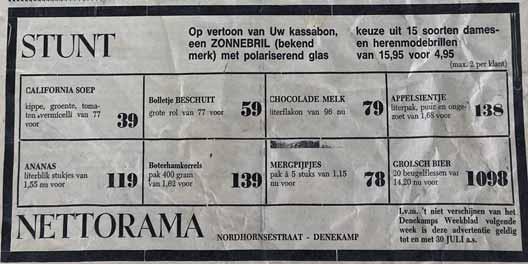 STUNT
Op vertoon van Uw kassabon,
een ZONNEBRIL (bekend
merk) met polariserend glas
keuze uit 15 soorten dames-
en herenmodebrillen
van 15,95 voor 4,95
(max. 2 per klant)
CALIFORNIA SOEP
kippe, groente, toma-
ten, vermicelli van 77
voor
39
Bolletje BESCHUIT
grote rol van 77 voor
59
CHOCOLADE MELK
literflakon van 96 nu
79
APPELSIENTJE
literpak, puur en onge-
zoet van 1,68 voor
138
ANANAS
literblik stukjes van
1,55 nu voor
119
Boterhamkorrels
pak 400 gram
van 1,62 voor
139
MERGPIJPJES
pak à 5 stuks van 1,15
nu voor
78
GROLSCH BIER
20 beugelflessen van
14,20 nu voor
1098
NETTORAMA
NORDHORNSESTRAAT - DENEKAMP
I.v.m. 't niet verschijnen van het
Denekamps Weekblad volgende
week is deze advertentie geldig
tot en met 30 JULI a.s.